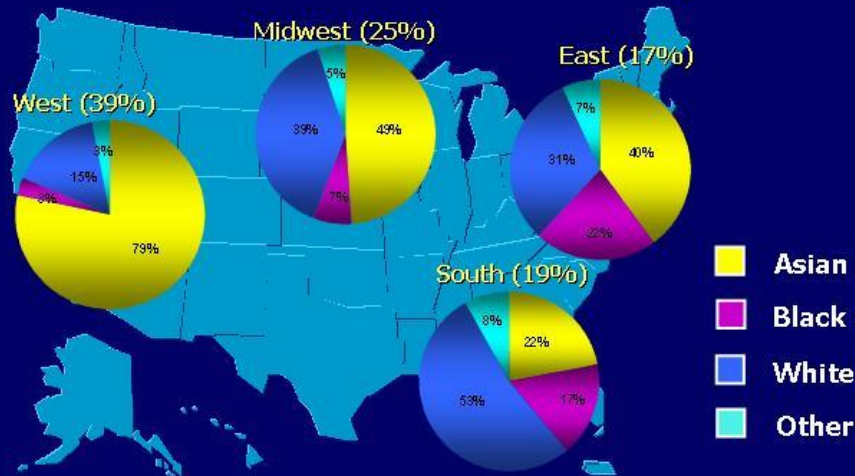 Midwest (25%)
5%
49%
39%
7%
East (17%)
7%
40%
31%
22%
West (39%)
3%
15%
3%
79%
South (19%)
8%
22%
53%
17%
Asian
Black
White
Other